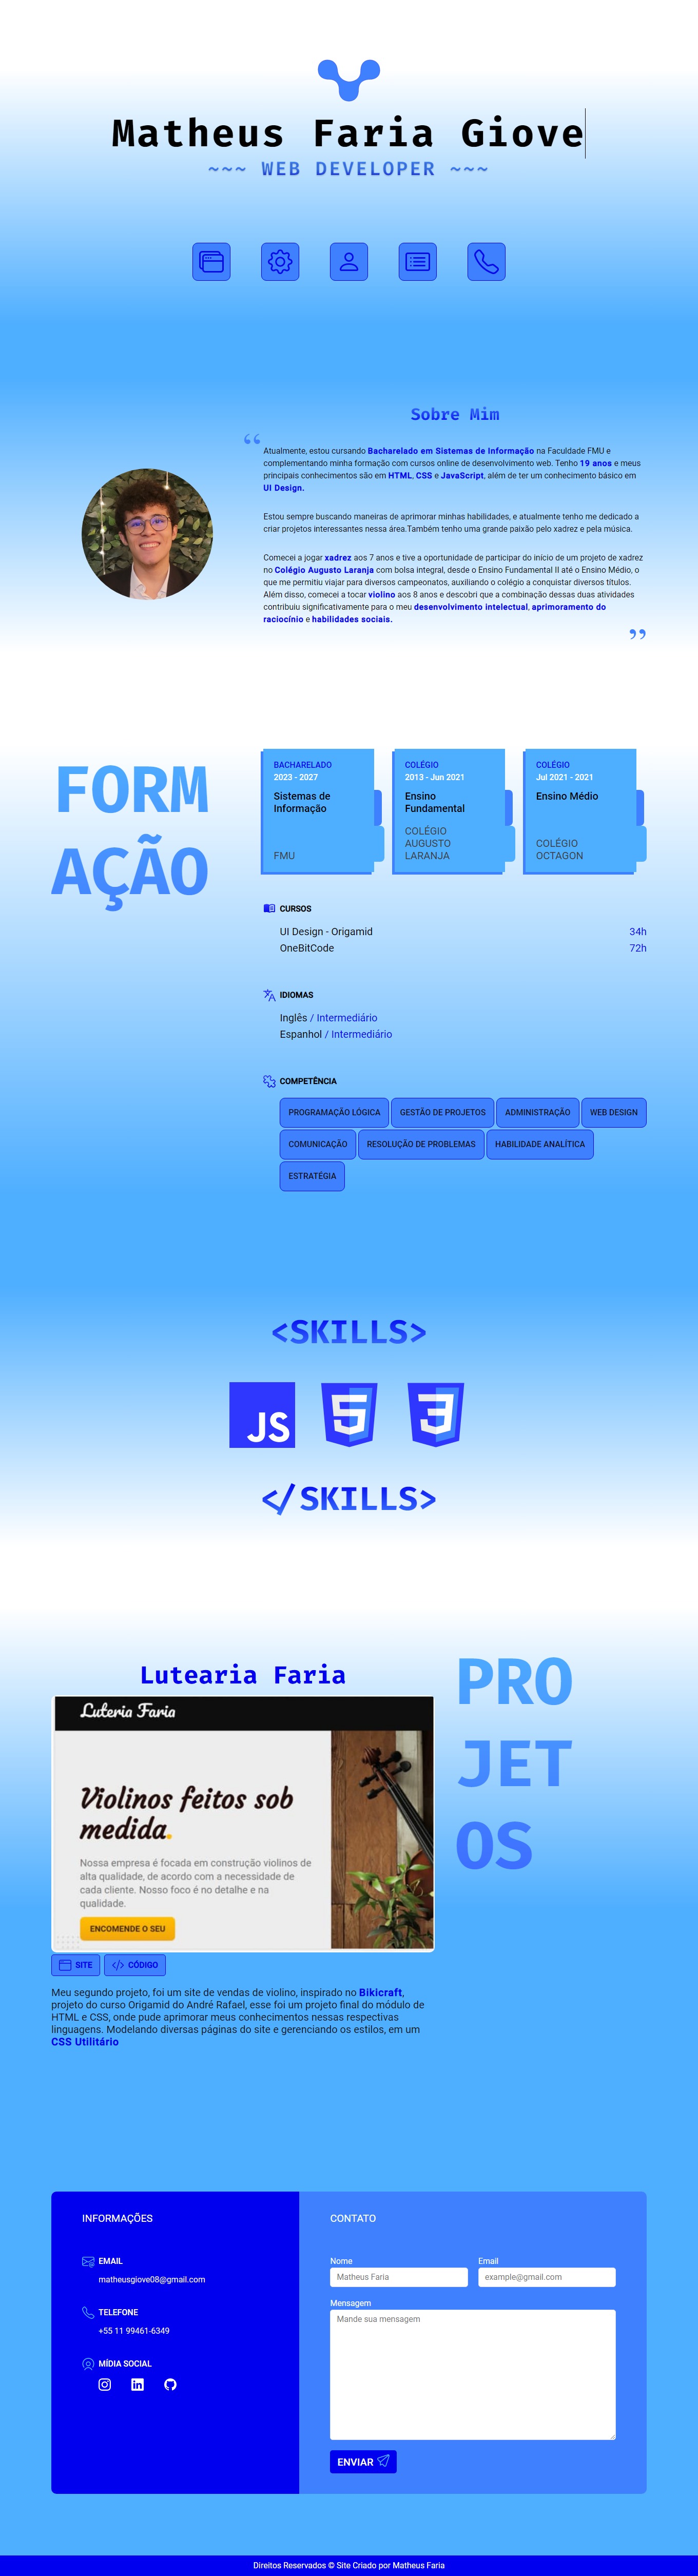 Matheus Faria Giove
~~~ WEB DEVELOPER ~~~
Sobre Mim
“
Atualmente, estou cursando Bacharelado em Sistemas de Informação na Faculdade FMU e
complementando minha formação com cursos online de desenvolvimento web. Tenho 19 anos e meus
principais conhecimentos são em HTML, CSS e JavaScript, além de ter um conhecimento básico em
UI Design.
Estou sempre buscando maneiras de aprimorar minhas habilidades, e atualmente tenho me dedicado a
criar projetos interessantes nessa área.Também tenho uma grande paixão pelo xadrez e pela música.
Comecei a jogar xadrez aos 7 anos e tive a oportunidade de participar do início de um projeto de xadrez
no Colégio Augusto Laranja com bolsa integral, desde o Ensino Fundamental II até o Ensino Médio, o
que me permitiu viajar para diversos campeonatos, auxiliando o colégio a conquistar diversos títulos.
Além disso, comecei a tocar violino aos 8 anos e descobri que a combinação dessas duas atividades
contribuiu significativamente para o meu desenvolvimento intelectual, aprimoramento do
raciocínio e habilidades sociais.
”
FORM
AÇÃO
BACHARELADO
2023 - 2027
Sistemas de
Informação
FMU
COLÉGIO
2013 - Jun 2021
Ensino
Fundamental
COLÉGIO
AUGUSTO
LARANJA
COLÉGIO
Jul 2021 - 2021
Ensino Médio
COLÉGIO
OCTAGON
CURSOS
UI Design - Origamid 34h
OneBitCode 72h
IDIOMAS
Inglês / Intermediário
Espanhol / Intermediário
COMPETÊNCIA
PROGRAMAÇÃO LÓGICA GESTÃO DE PROJETOS ADMINISTRAÇÃO WEB DESIGN
COMUNICAÇÃO RESOLUÇÃO DE PROBLEMAS HABILIDADE ANALÍTICA
ESTRATÉGIA
<SKILLS>
JS 5 3
</SKILLS>
Lutearia Faria
PRO
JET
OS
Luteria Faria
Violinos feitos sob
medida.
Nossa empresa é focada em construção violinos de
alta qualidade, de acordo com a necessidade de
cada cliente. Nosso foco é no detalhe e na
qualidade.
ENCOMENDE O SEU
SITE CÓDIGO
Meu segundo projeto, foi um site de vendas de violino, inspirado no Bikicraft,
projeto do curso Origamid do André Rafael, esse foi um projeto final do módulo de
HTML e CSS, onde pude aprimorar meus conhecimentos nessas respectivas
linguagens. Modelando diversas páginas do site e gerenciando os estilos, em um
CSS Utilitário
INFORMAÇÕES
EMAIL
matheusgiove08@gmail.com
TELEFONE
+55 11 99461-6349
MÍDIA SOCIAL
CONTATO
Nome Email
Matheus Faria example@gmail.com
Mensagem
Mande sua mensagem
ENVIAR
Direitos Reservados © Site Criado por Matheus Faria